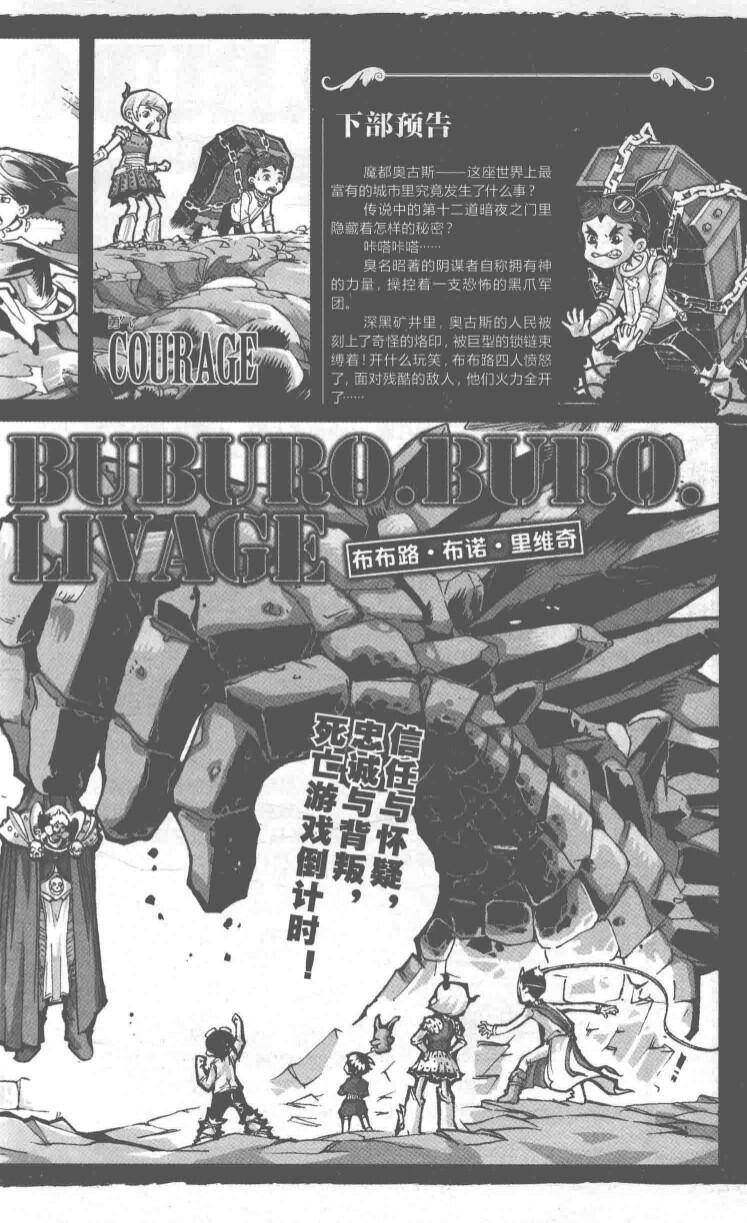 下部预告
魔都奥古斯——这座世界上最
富有的城市里究竟发生了什么事？
传说中的第十二道暗夜之门里
隐藏着怎样的秘密？
咔嗒咔嗒……
臭名昭著的阴谋者自称拥有神
的力量，操控着一支恐怖的黑爪军
团。
深黑矿井里，奥古斯的人民被
刻上了奇怪的烙印，被巨型的锁链束
缚着！开什么玩笑，布布路四人愤怒
了，面对残酷的敌人，他们火力全开
了……
勇气
COURAGE
BUBURO.BURO.
LIVAGE
布布路·布诺·里维奇
信任与怀疑，
忠诚与背叛，
死亡游戏倒计时！